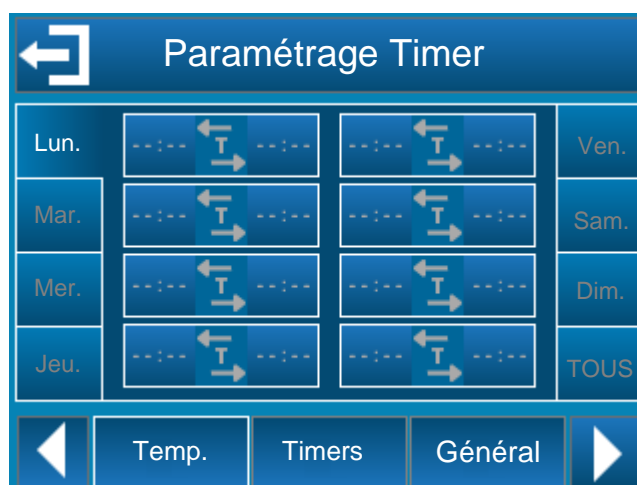 Paramétrage Timer
Lun. --:-- T --:-- --:-- T --:-- Ven.
Mar. --:-- T --:-- --:-- T --:-- Sam.
Mer. --:-- T --:-- --:-- T --:-- Dim.
Jeu. --:-- T --:-- --:-- T --:-- TOUS
Temp. Timers Général